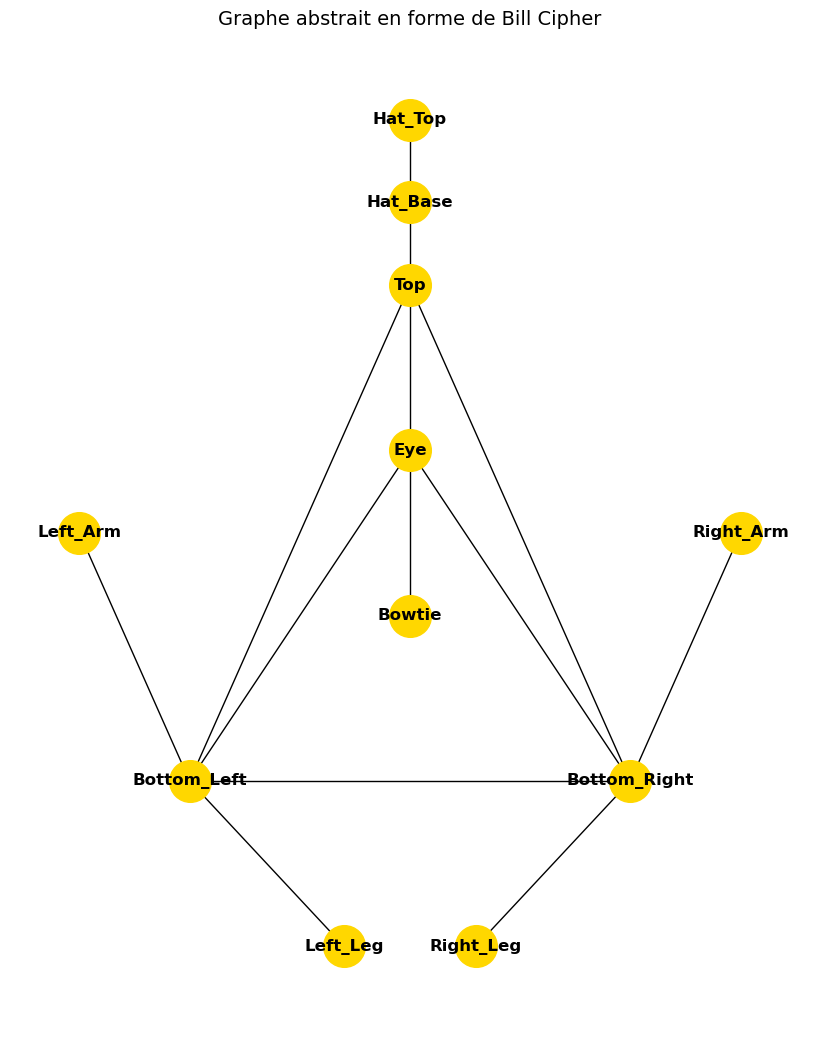 Graphe abstrait en forme de Bill Cipher
Hat_Top
Hat_Base
Top
Eye
Left_Arm
Right_Arm
Bowtie
Bottom_Left
Bottom_Right
Left_Leg
Right_Leg